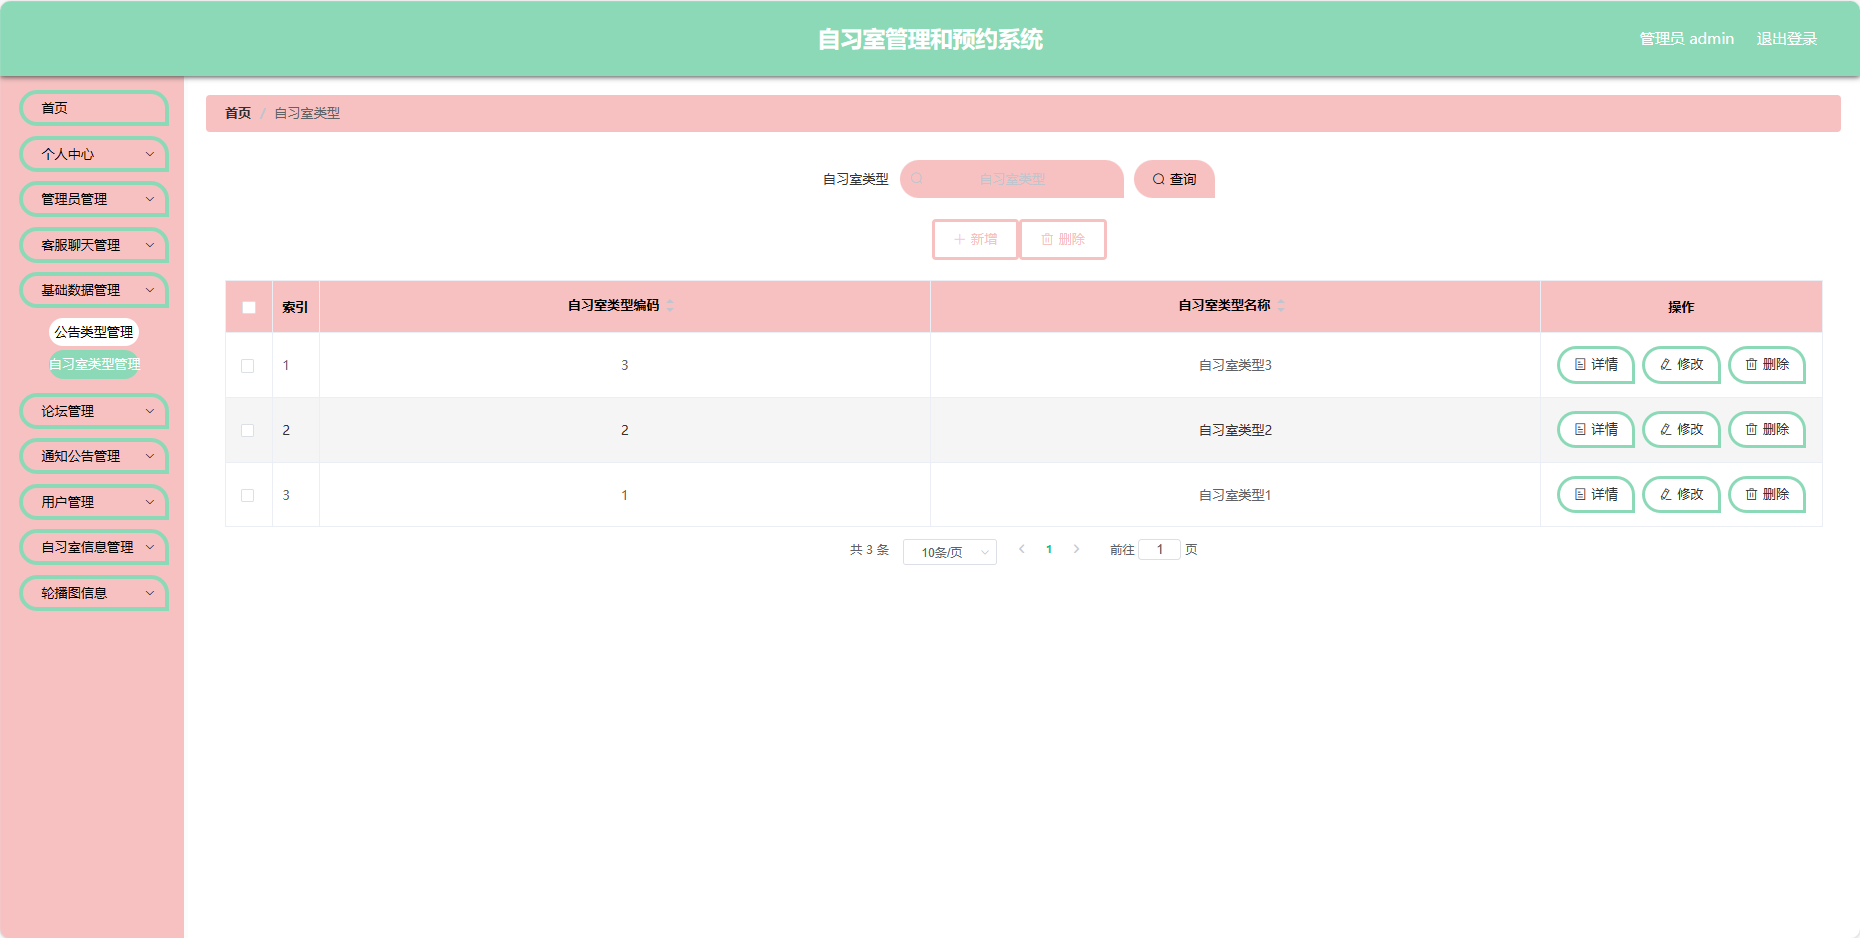 自习室管理和预约系统
管理员 admin 退出登录
首页
个人中心
管理员管理
客服聊天管理
基础数据管理
公告类型管理
自习室类型管理
论坛管理
通知公告管理
用户管理
自习室信息管理
轮播图信息
首页 / 自习室类型
自习室类型 自习室类型 查询
新增 删除
索引 自习室类型编码 自习室类型名称 操作
1 3 自习室类型3 详情 修改 删除
2 2 自习室类型2 详情 修改 删除
3 1 自习室类型1 详情 修改 删除
共 3 条 10条/页 1 前往 1 页